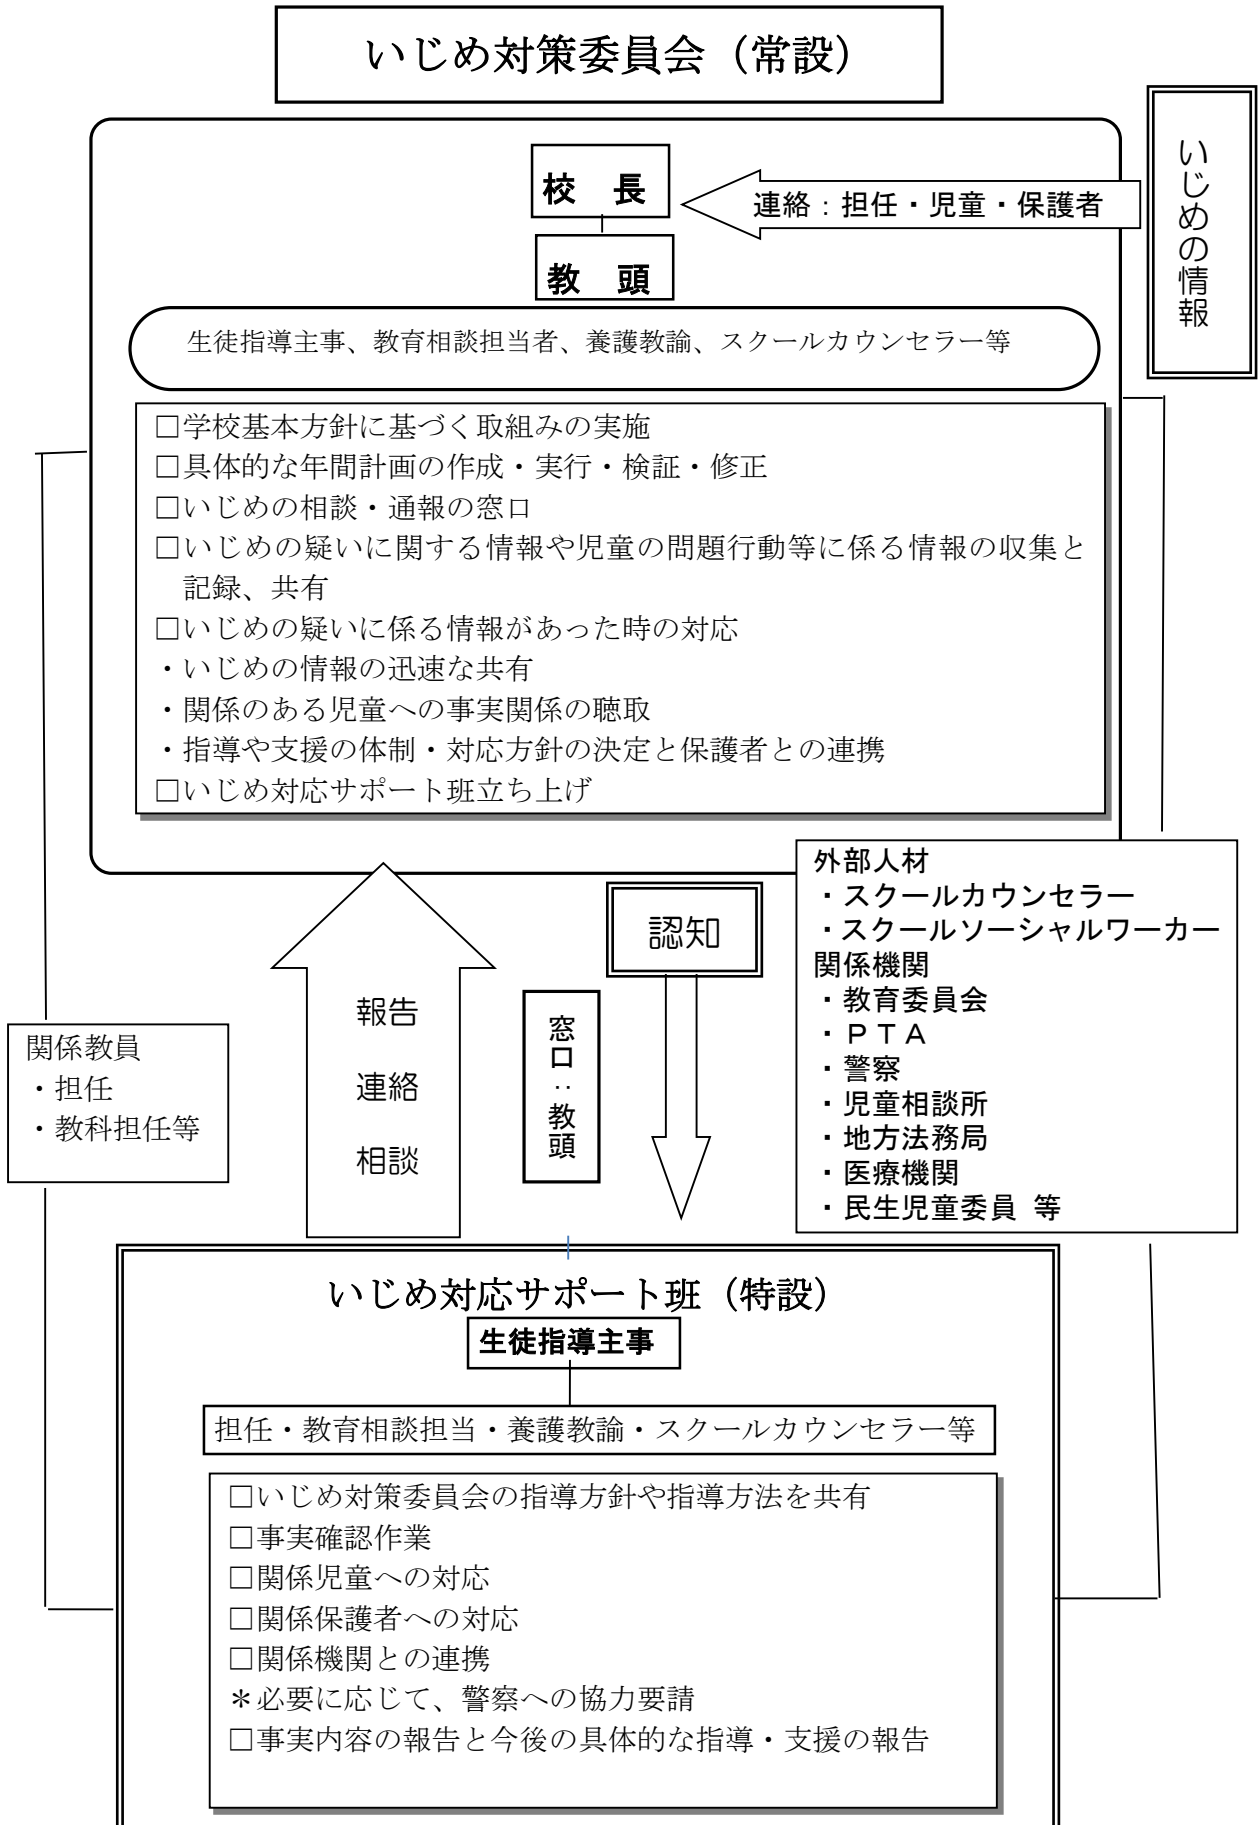 いじめ対策委員会（常設）
いじめの情報
校　長
連絡：担任・児童・保護者
教　頭
生徒指導主事、教育相談担当者、養護教諭、スクールカウンセラー等
□学校基本方針に基づく取組みの実施
□具体的な年間計画の作成・実行・検証・修正
□いじめの相談・通報の窓口
□いじめの疑いに関する情報や児童の問題行動等に係る情報の収集と
記録、共有
□いじめの疑いに係る情報があった時の対応
・いじめの情報の迅速な共有
・関係のある児童への事実関係の聴取
・指導や支援の体制・対応方針の決定と保護者との連携
□いじめ対応サポート班立ち上げ
関係教員
・担任
・教科担任等
報告
連絡
相談
窓口：教頭
認知
外部人材
・スクールカウンセラー
・スクールソーシャルワーカー
関係機関
・教育委員会
・ＰＴＡ
・警察
・児童相談所
・地方法務局
・医療機関
・民生児童委員 等
いじめ対応サポート班（特設）
生徒指導主事
担任・教育相談担当・養護教諭・スクールカウンセラー等
□いじめ対策委員会の指導方針や指導方法を共有
□事実確認作業
□関係児童への対応
□関係保護者への対応
□関係機関との連携
＊必要に応じて、警察への協力要請
□事実内容の報告と今後の具体的な指導・支援の報告